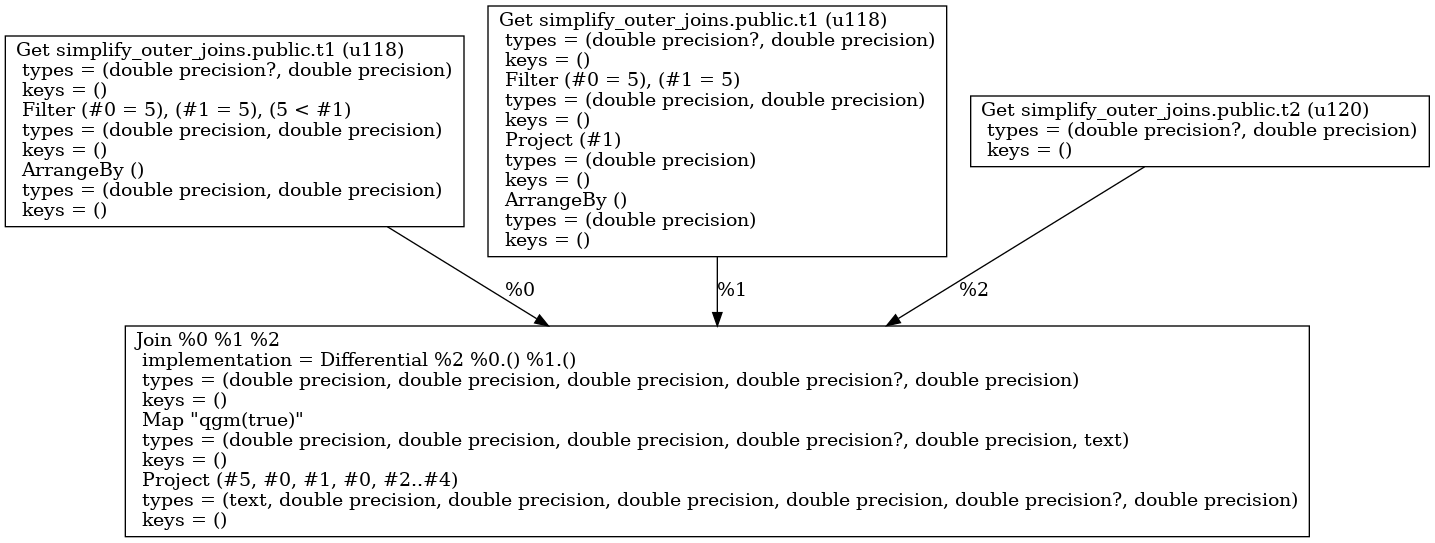 Get simplify_outer_joins.public.t1 (u118)
types = (double precision?, double precision)
keys = ()
Filter (#0 = 5), (#1 = 5), (5 < #1)
types = (double precision, double precision)
keys = ()
ArrangeBy ()
types = (double precision, double precision)
keys = ()
Get simplify_outer_joins.public.t1 (u118)
types = (double precision?, double precision)
keys = ()
Filter (#0 = 5), (#1 = 5)
types = (double precision, double precision)
keys = ()
Project (#1)
types = (double precision)
keys = ()
ArrangeBy ()
types = (double precision)
keys = ()
Get simplify_outer_joins.public.t2 (u120)
types = (double precision?, double precision)
keys = ()
%0
%1
%2
Join %0 %1 %2
implementation = Differential %2 %0.() %1.()
types = (double precision, double precision, double precision, double precision?, double precision)
keys = ()
Map "qgm(true)"
types = (double precision, double precision, double precision, double precision?, double precision, text)
keys = ()
Project (#5, #0, #1, #0, #2..#4)
types = (text, double precision, double precision, double precision, double precision, double precision?, double precision)
keys = ()